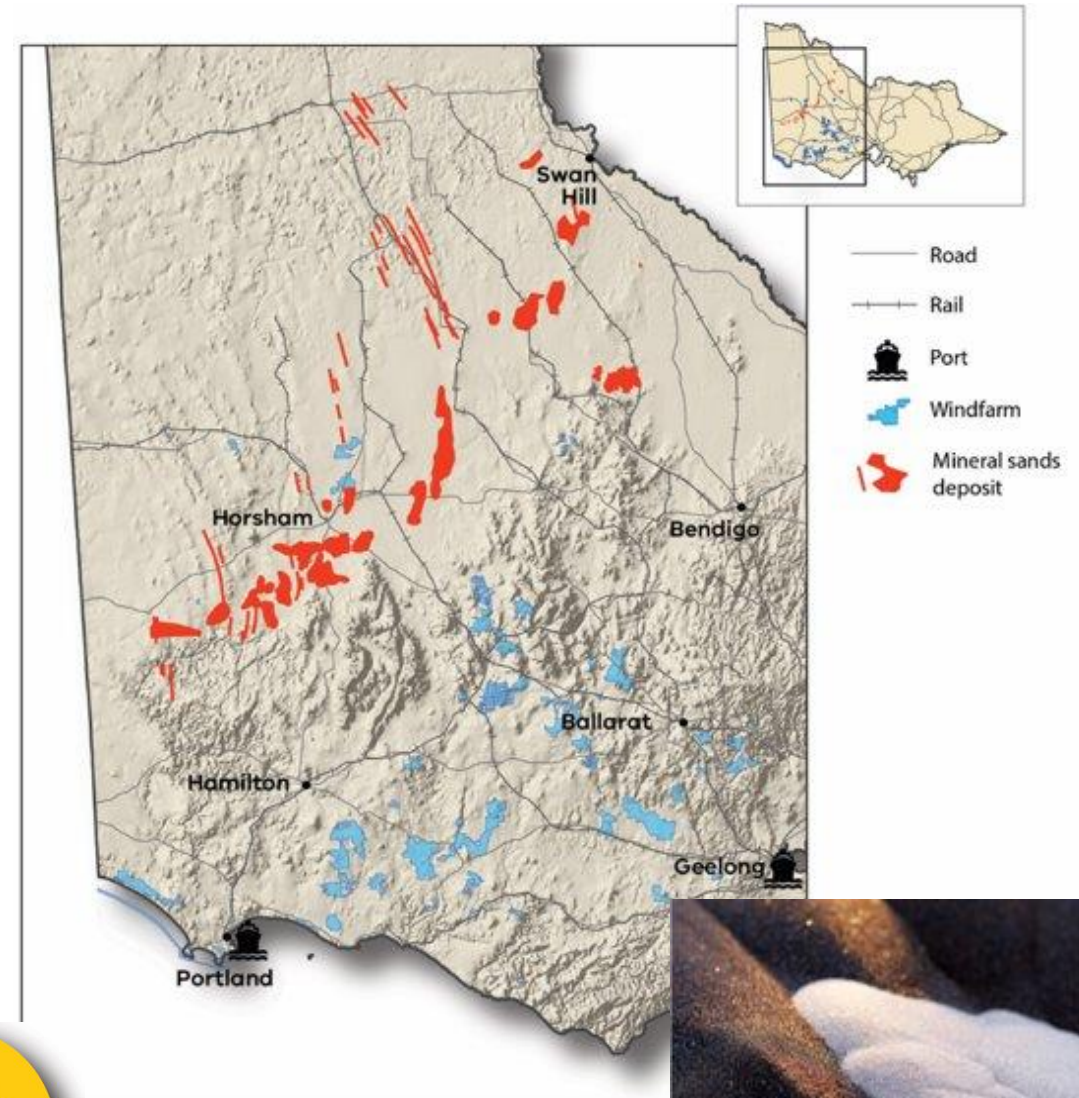 Swan
Hill
Road
Rail
Port
Windfarm
Mineral sands
deposit
Horsham
Bendigo
Ballarat
Hamilton
Geelong
Portland